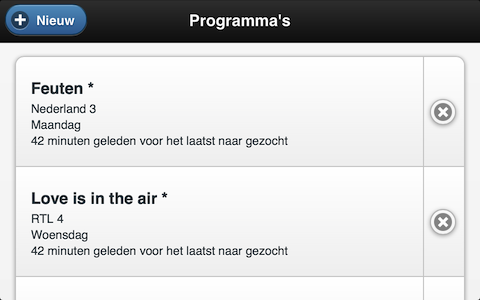 Nieuw
Programma's
Feuten *
Nederland 3
Maandag
42 minuten geleden voor het laatst naar gezocht
Love is in the air *
RTL 4
Woensdag
42 minuten geleden voor het laatst naar gezocht